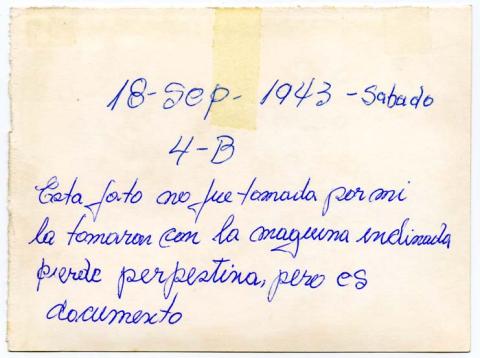 18-Sep- 1943 - Sabado
4-B
Esta foto no fue tomada por mi
la tomaron con la maquina inclinada
pierde perpestina, pero es
documento